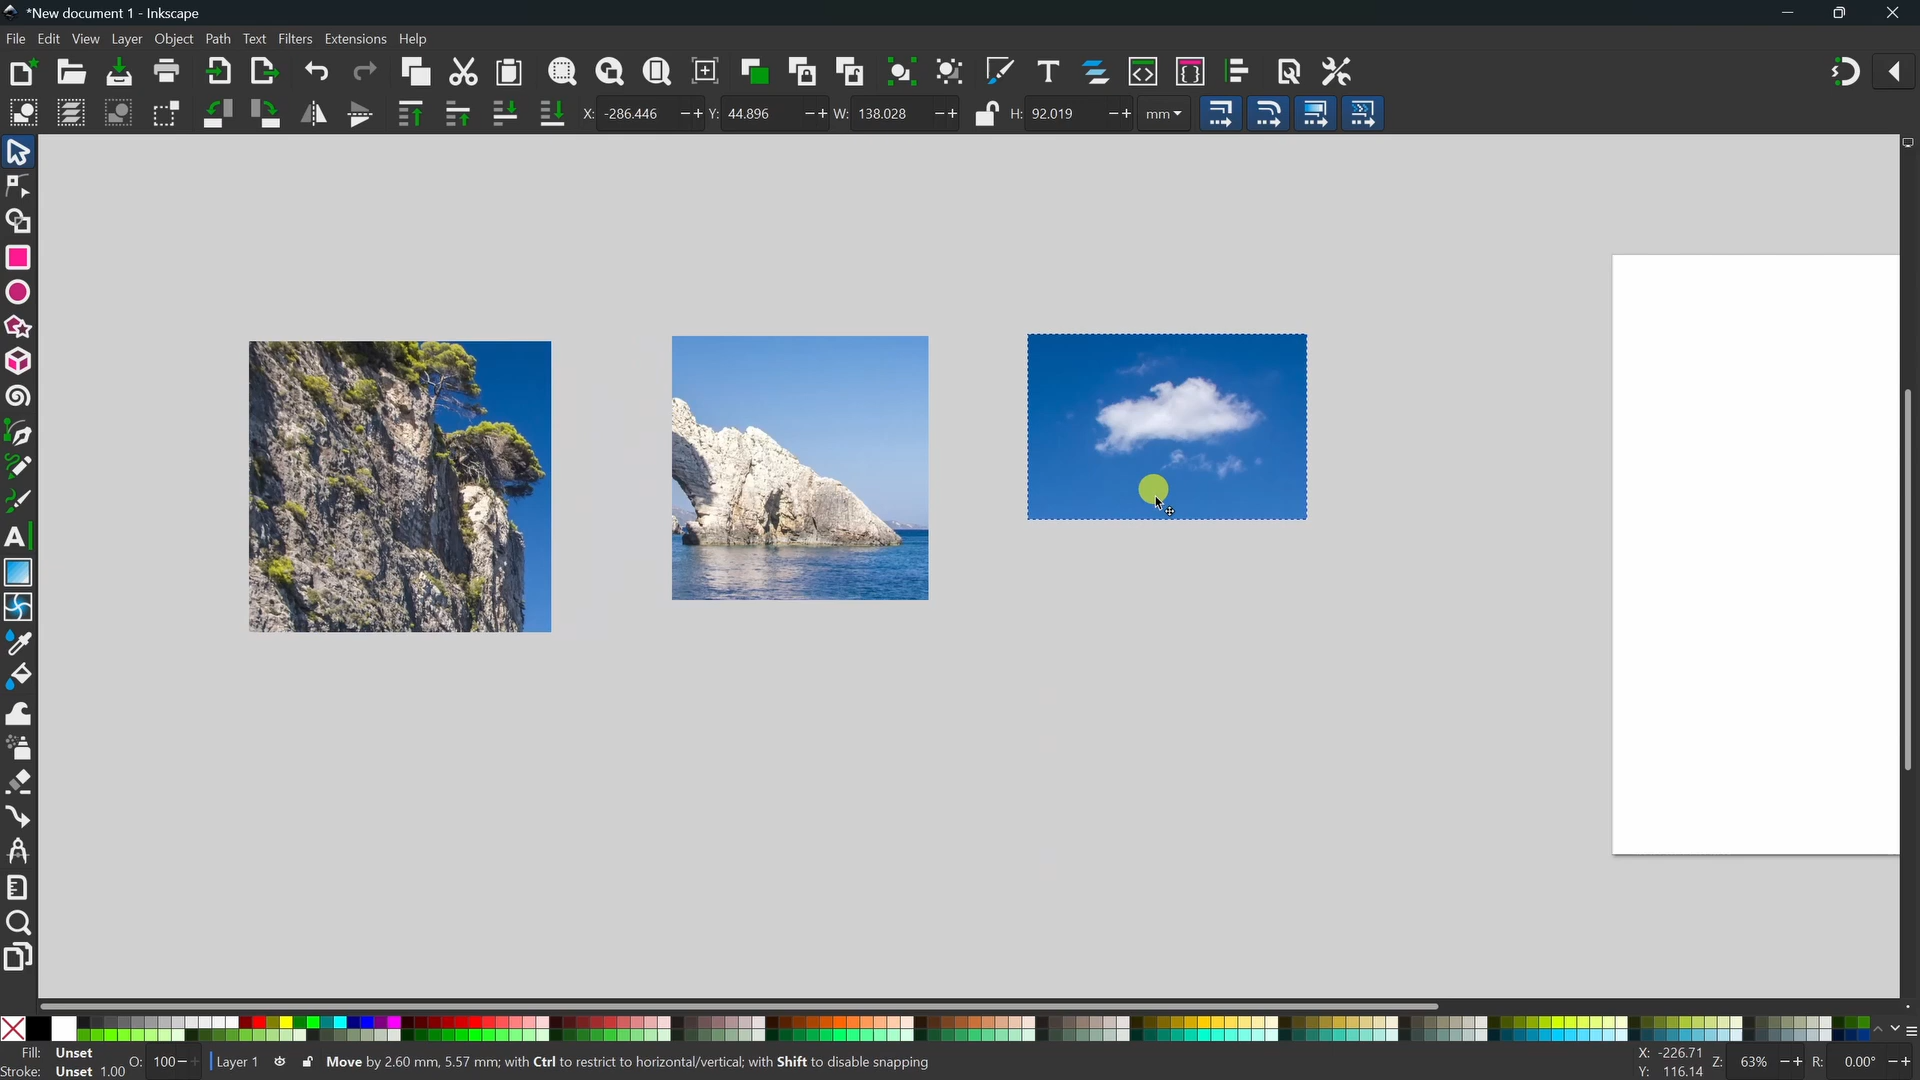 *New document 1 - Inkscape
File Edit View Layer Object Path Text Filters Extensions Help
X: -286.446 Y: 44.896 W: 138.028 H: 92.019 mm
Fill: Unset
Stroke: Unset 1.00
O: 100
Layer 1
Move by 2.60 mm, 5.57 mm; with Ctrl to restrict to horizontal/vertical; with Shift to disable snapping
X: -226.71
Y: 116.14
Z: 63%
R: 0.00°